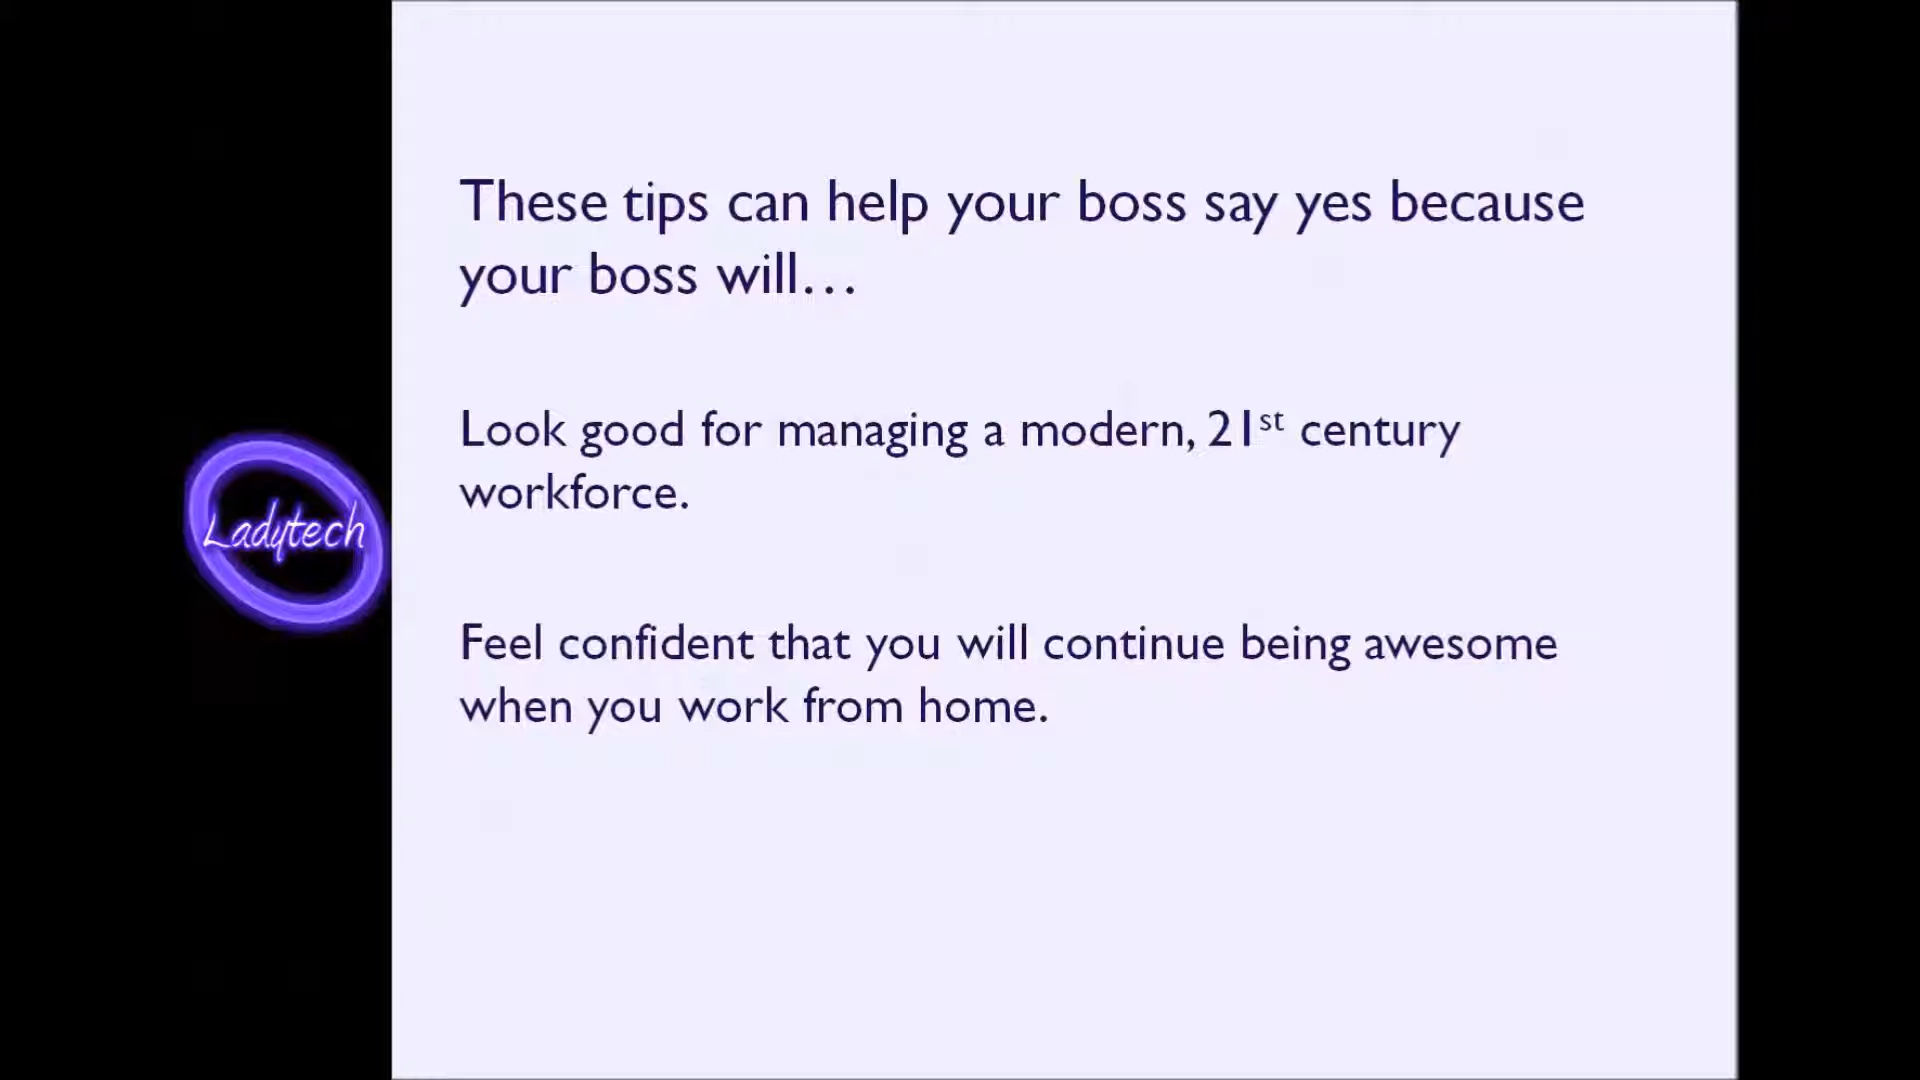 These tips can help your boss say yes because
your boss will…
Look good for managing a modern, 21st century
workforce.
Ladytech
Feel confident that you will continue being awesome
when you work from home.